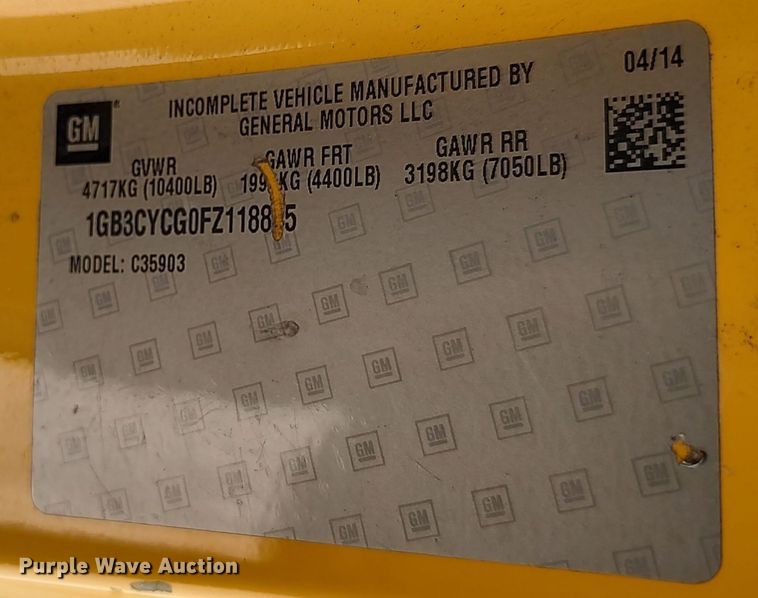 04/14
GM
INCOMPLETE VEHICLE MANUFACTURED BY
GENERAL MOTORS LLC
GVWR GAWR FRT GAWR RR
4717KG (10400LB) (4400LB) 3198KG (7050LB)
MODEL: C35903
Purple Wave Auction